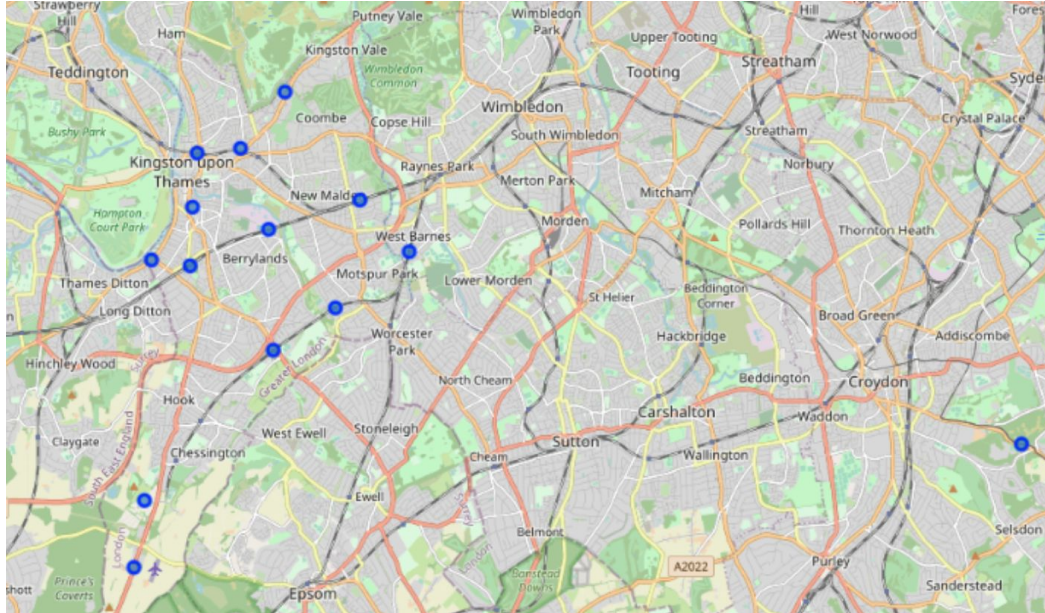 Strawberry
Hill
Ham
Putney Vale
Wimbledon
Park
Hill
Upper Tooting
West Norwood
Kingston Vale
Teddington
Wimbledon
Common
Tooting
Streatham
Wimbledon
Coombe
Copse Hill
Bushy Park
South Wimbledon
Streatham
Crystal Palace
Kingston upon
Thames
Raynes Park
Merton Park
Mitcham
Norbury
Hampton
Court Park
Morden
Pollards Hill
Thornton Heath
West Barnes
Berrylands
Motspur Park
Lower Morden
Thames Ditton
St Helier
Beddington
Corner
Long Ditton
Broad Green
Worcester
Park
Hackbridge
Addiscombe
Hinchley Wood
Surrey
Greater London
North Cheam
Beddington
Croydon
Hook
Carshalton
Waddon
Claygate
South East England
West Ewell
Stoneleigh
Sutton
Chessington
Cheam
Wallington
Ewell
Surrey
London
London
Belmont
Selsdon
A2022
Purley
Prince's
Coverts
Epsom
Banstead
Downs
Sanderstead